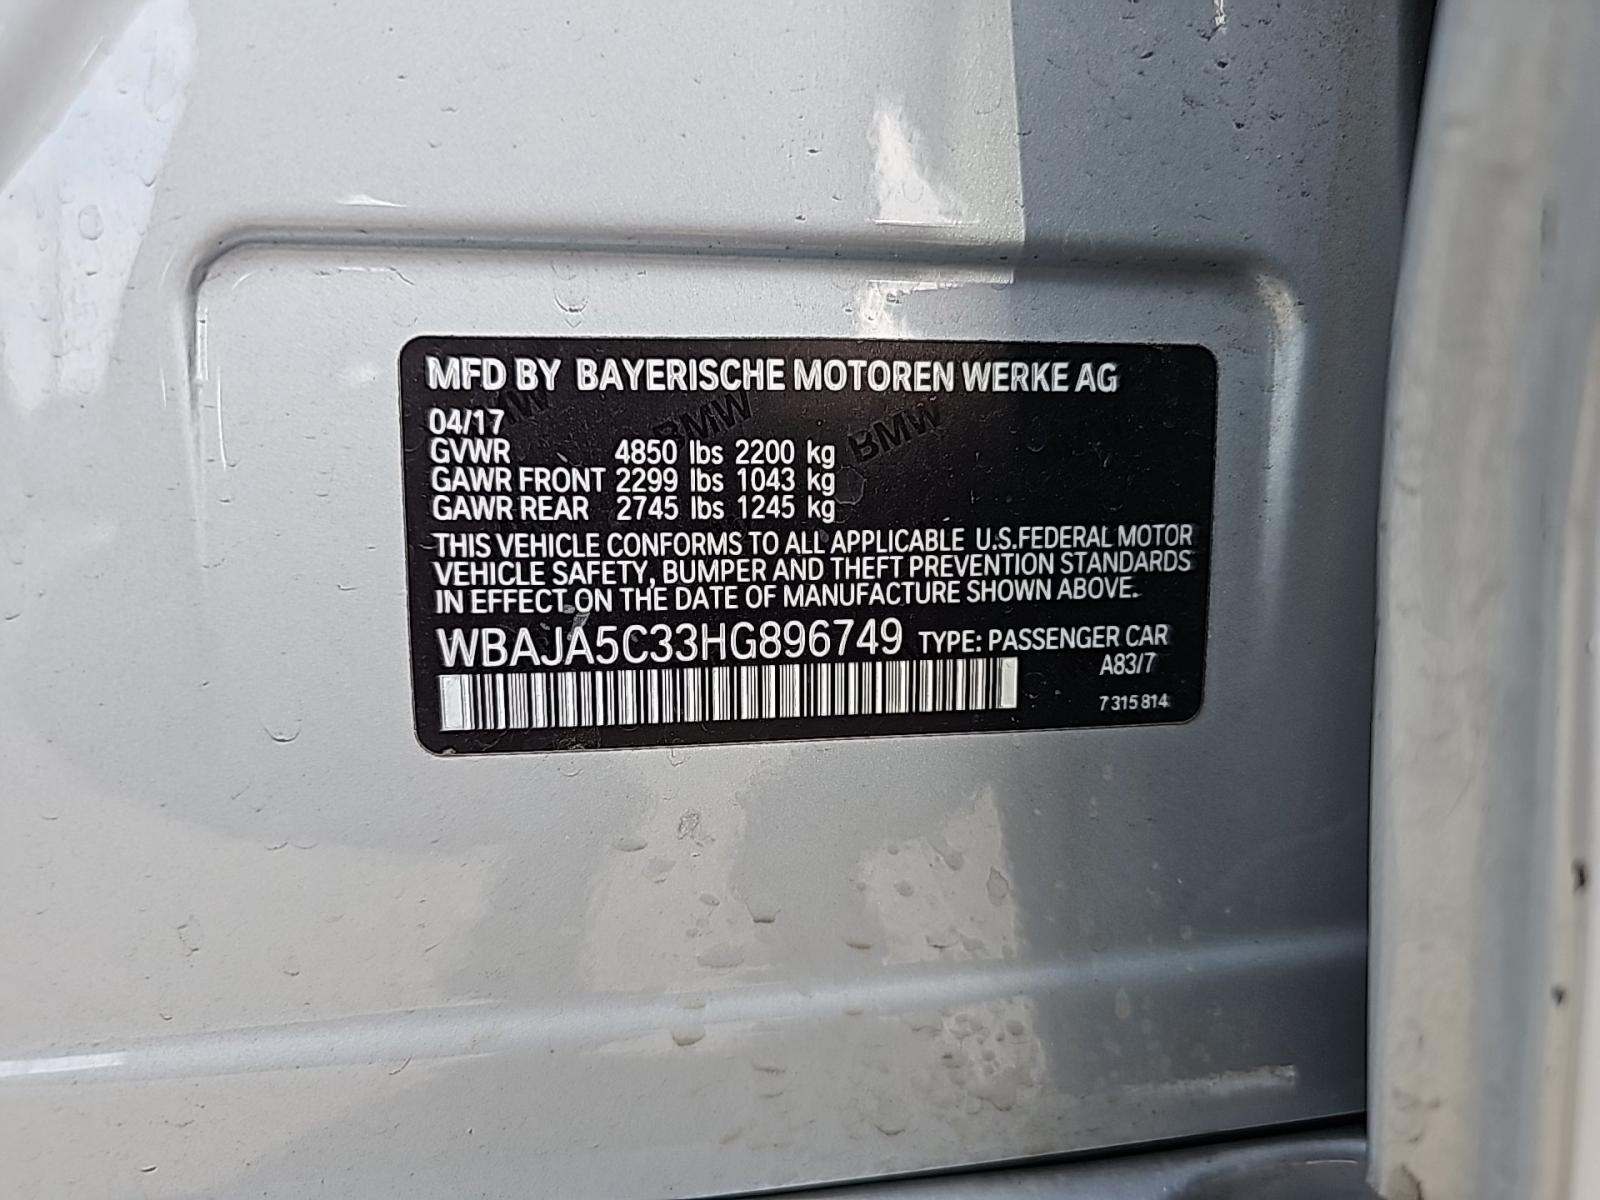 MFD BY BAYERISCHE MOTOREN WERKE AG
04/17
GVWR 4850 lbs 2200 kg
GAWR FRONT 2299 lbs 1043 kg
GAWR REAR 2745 lbs 1245 kg
THIS VEHICLE CONFORMS TO ALL APPLICABLE U.S.FEDERAL MOTOR
VEHICLE SAFETY, BUMPER AND THEFT PREVENTION STANDARDS
IN EFFECT ON THE DATE OF MANUFACTURE SHOWN ABOVE.
WBAJA5C33HG896749 TYPE: PASSENGER CAR
A83/7
7 315 814
BMW
BMW
BMW